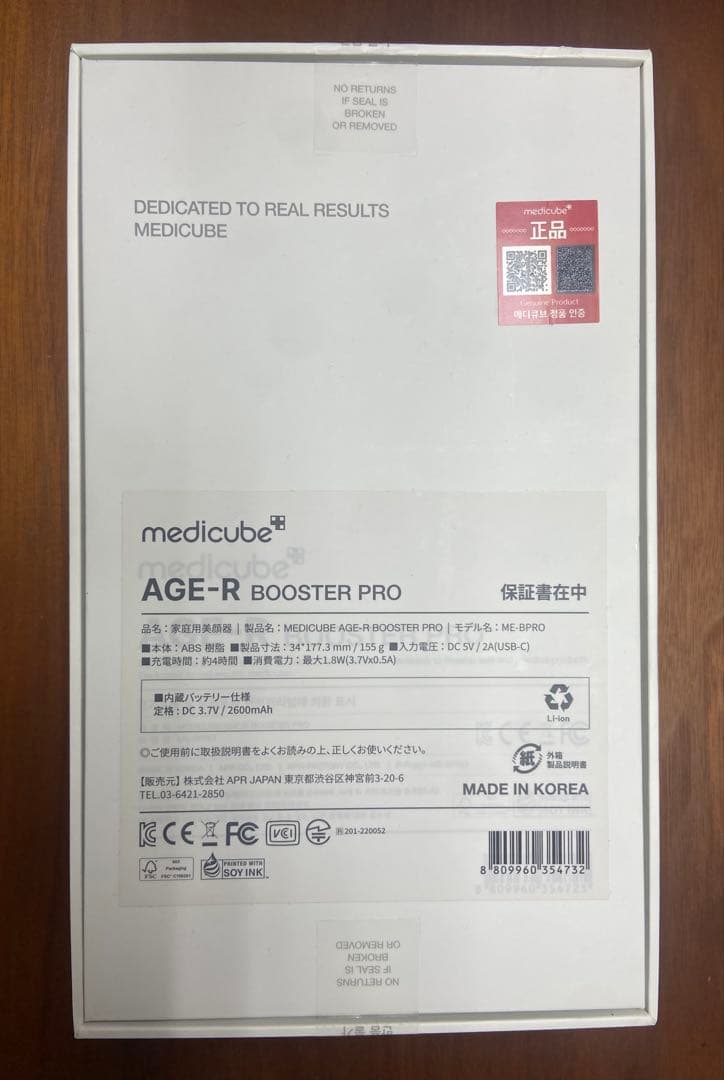 NO RETURNS
IF SEAL IS
BROKEN
OR REMOVED
DEDICATED TO REAL RESULTS
MEDICUBE
medicube
正品
Genuine Product
메디큐브 정품 인증
medicube
AGE-R BOOSTER PRO
保証書在中
品名：家庭用美顔器 | 製品名：MEDICUBE AGE-R BOOSTER PRO | モデル名：ME-BPRO
■本体：ABS 樹脂 ■製品寸法：34*177.3 mm / 155 g ■入力電圧：DC 5V / 2A(USB-C)
■充電時間：約4時間 ■消費電力：最大1.8W(3.7Vx0.5A)
■内蔵バッテリー仕様
定格：DC 3.7V / 2600mAh
Li-ion
◎ご使用前に取扱説明書をよくお読みの上、正しくお使いください。
紙
外箱
製品説明書
【販売元】株式会社 APR JAPAN 東京都渋谷区神宮前3-20-6
TEL.03-6421-2850
MADE IN KOREA
CE FC VCI 201-220052
FSC
MIX
Packaging
PRINTED WITH
SOY INK
8 809960 354732
NO RETURNS
IF SEAL IS
BROKEN
OR REMOVED